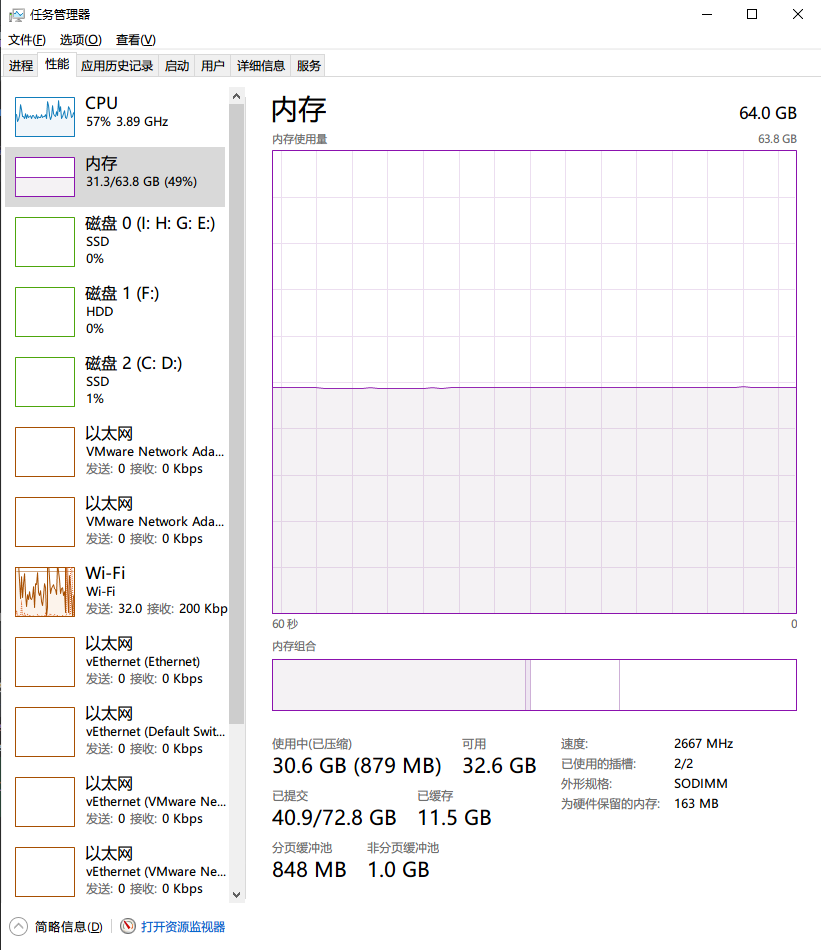 任务管理器
文件(F) 选项(O) 查看(V)
进程 性能 应用历史记录 启动 用户 详细信息 服务
CPU
57% 3.89 GHz
内存
31.3/63.8 GB (49%)
磁盘 0 (I: H: G: E:)
SSD
0%
磁盘 1 (F:)
HDD
0%
磁盘 2 (C: D:)
SSD
1%
以太网
VMware Network Ada...
发送: 0 接收: 0 Kbps
以太网
VMware Network Ada...
发送: 0 接收: 0 Kbps
Wi-Fi
Wi-Fi
发送: 32.0 接收: 200 Kbp
以太网
vEthernet (Ethernet)
发送: 0 接收: 0 Kbps
以太网
vEthernet (Default Swit...
发送: 0 接收: 0 Kbps
以太网
vEthernet (VMware Ne...
发送: 0 接收: 0 Kbps
以太网
vEthernet (VMware Ne...
发送: 0 接收: 0 Kbps
内存 64.0 GB
内存使用量 63.8 GB
60 秒 0
内存组合
使用中(已压缩) 可用
30.6 GB (879 MB) 32.6 GB
已提交 已缓存
40.9/72.8 GB 11.5 GB
分页缓冲池 非分页缓冲池
848 MB 1.0 GB
速度: 2667 MHz
已使用的插槽: 2/2
外形规格: SODIMM
为硬件保留的内存: 163 MB
简略信息(D) 打开资源监视器